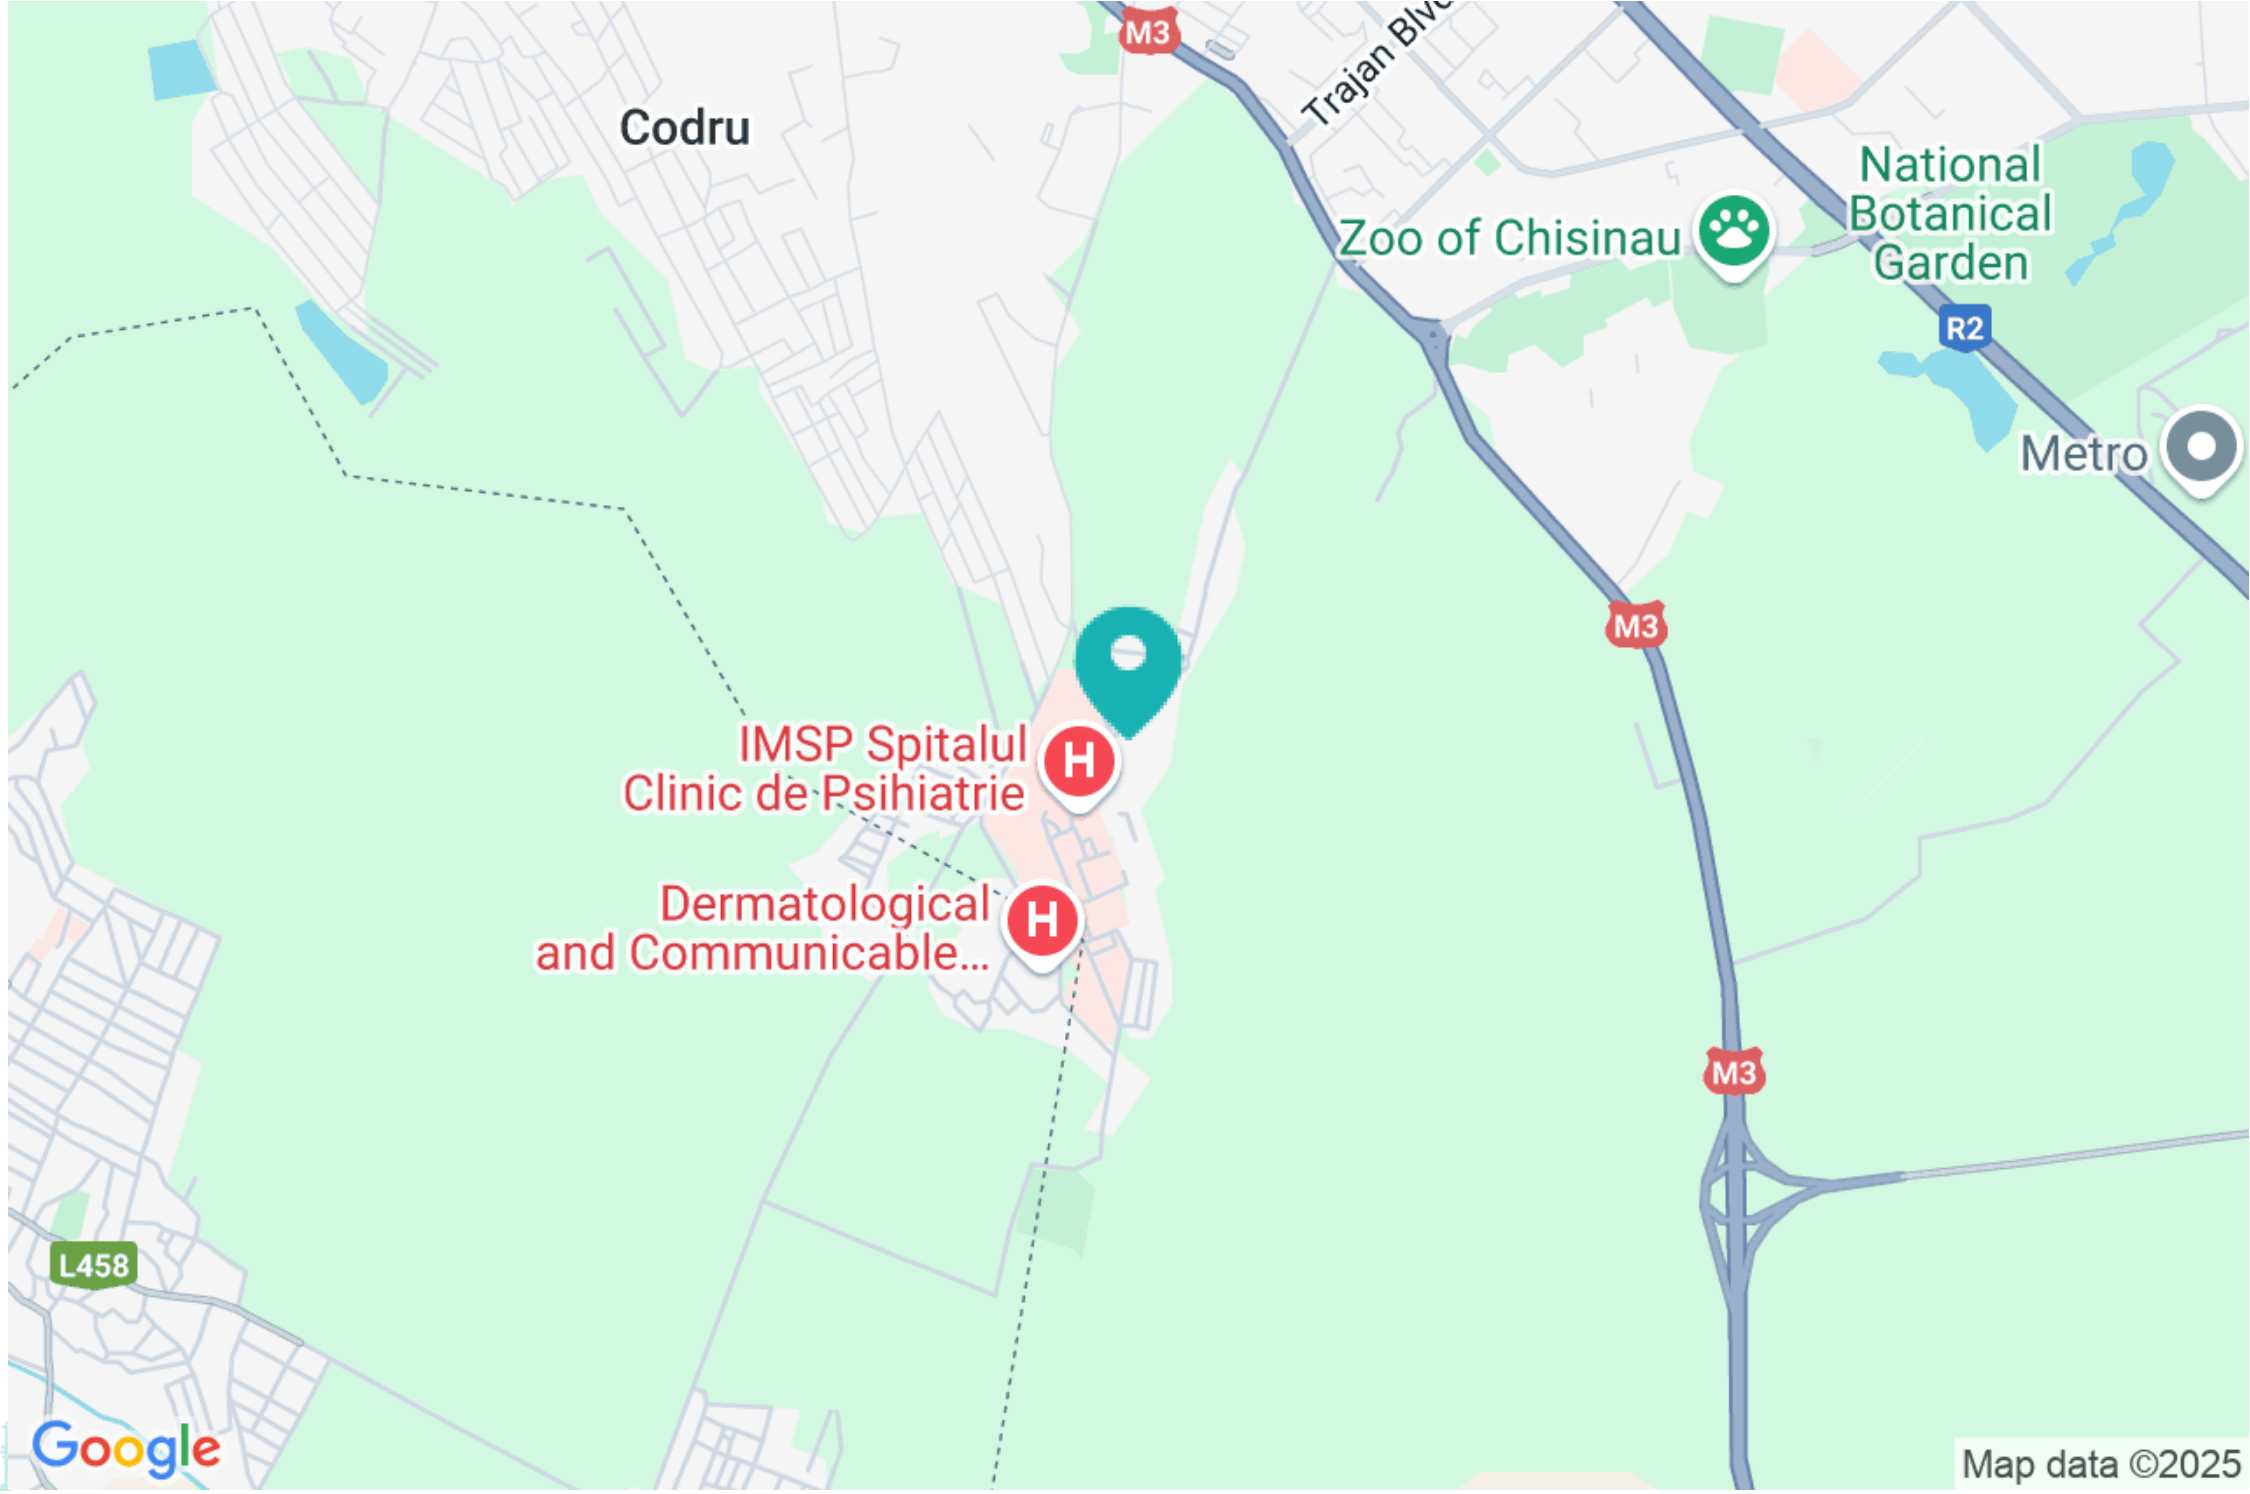 M3
Trajan Blvd
Codru
National
Botanical
Garden
Zoo of Chisinau
R2
Metro
M3
IMSP Spitalul
Clinic de Psihiatrie
H
Dermatological
and Communicable...
H
M3
L458
Google
Map data ©2025